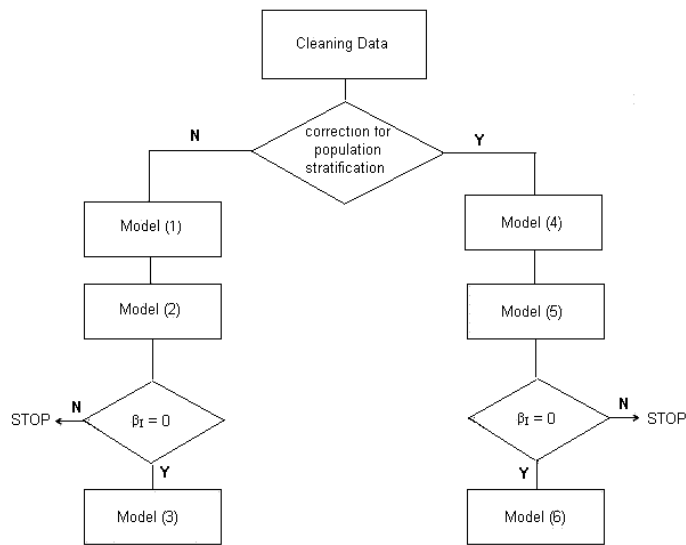 Cleaning Data
correction for
population
stratification
N
Y
Model (1)
Model (4)
Model (2)
Model (5)
STOP
N
βI = 0
βI = 0
N
STOP
Y
Y
Model (3)
Model (6)